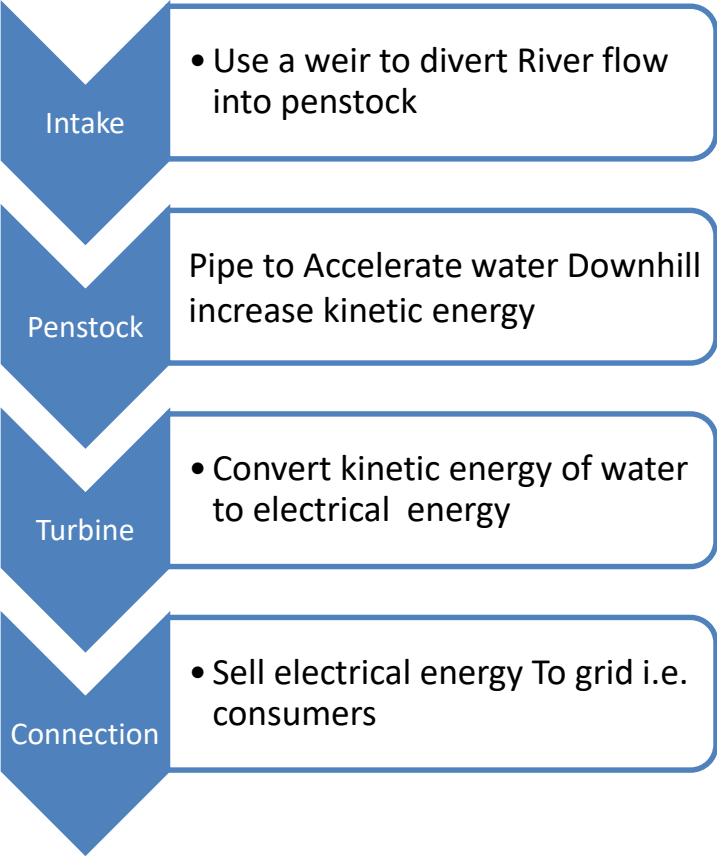 Intake
• Use a weir to divert River flow
into penstock
Penstock
Pipe to Accelerate water Downhill
increase kinetic energy
Turbine
• Convert kinetic energy of water
to electrical  energy
Connection
• Sell electrical energy To grid i.e.
consumers